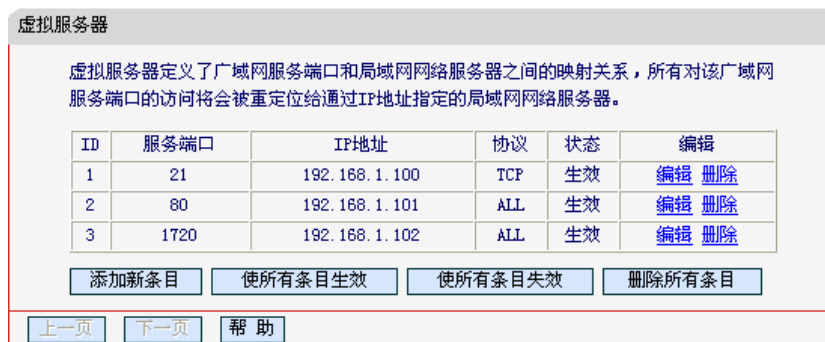 虚拟服务器
虚拟服务器定义了广域网服务端口和局域网网络服务器之间的映射关系，所有对该广域网
服务端口的访问将会被重定位给通过IP地址指定的局域网网络服务器。
ID 服务端口 IP地址 协议 状态 编辑
1 21 192.168.1.100 TCP 生效 编辑 删除
2 80 192.168.1.101 ALL 生效 编辑 删除
3 1720 192.168.1.102 ALL 生效 编辑 删除
添加新条目 使所有条目生效 使所有条目失效 删除所有条目
上一页 下一页 帮 助